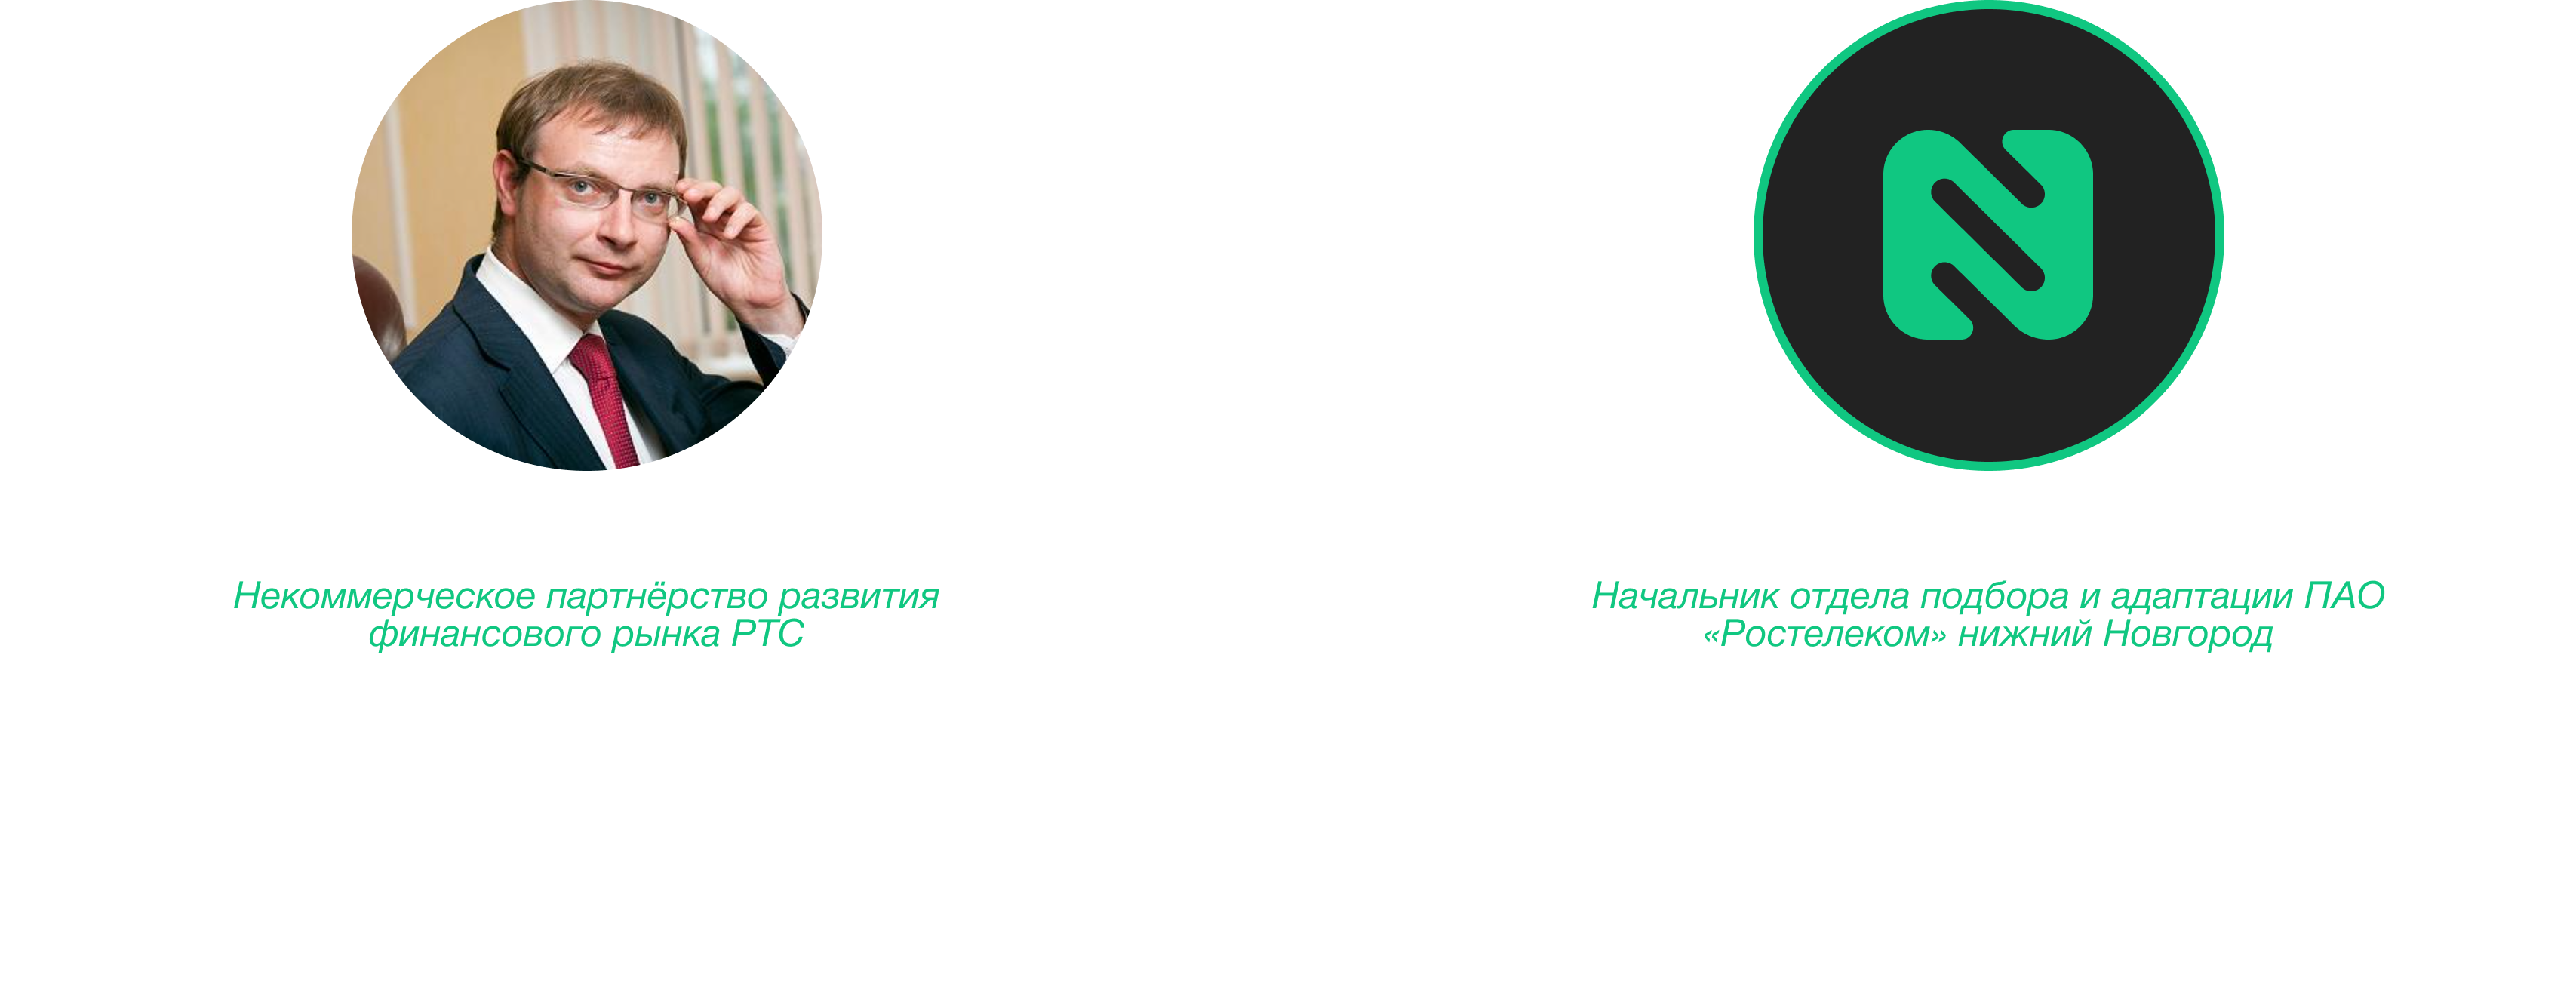 Некоммерческое партнёрство развития
финансового рынка РТС
Начальник отдела подбора и адаптации ПАО
«Ростелеком» нижний Новгород